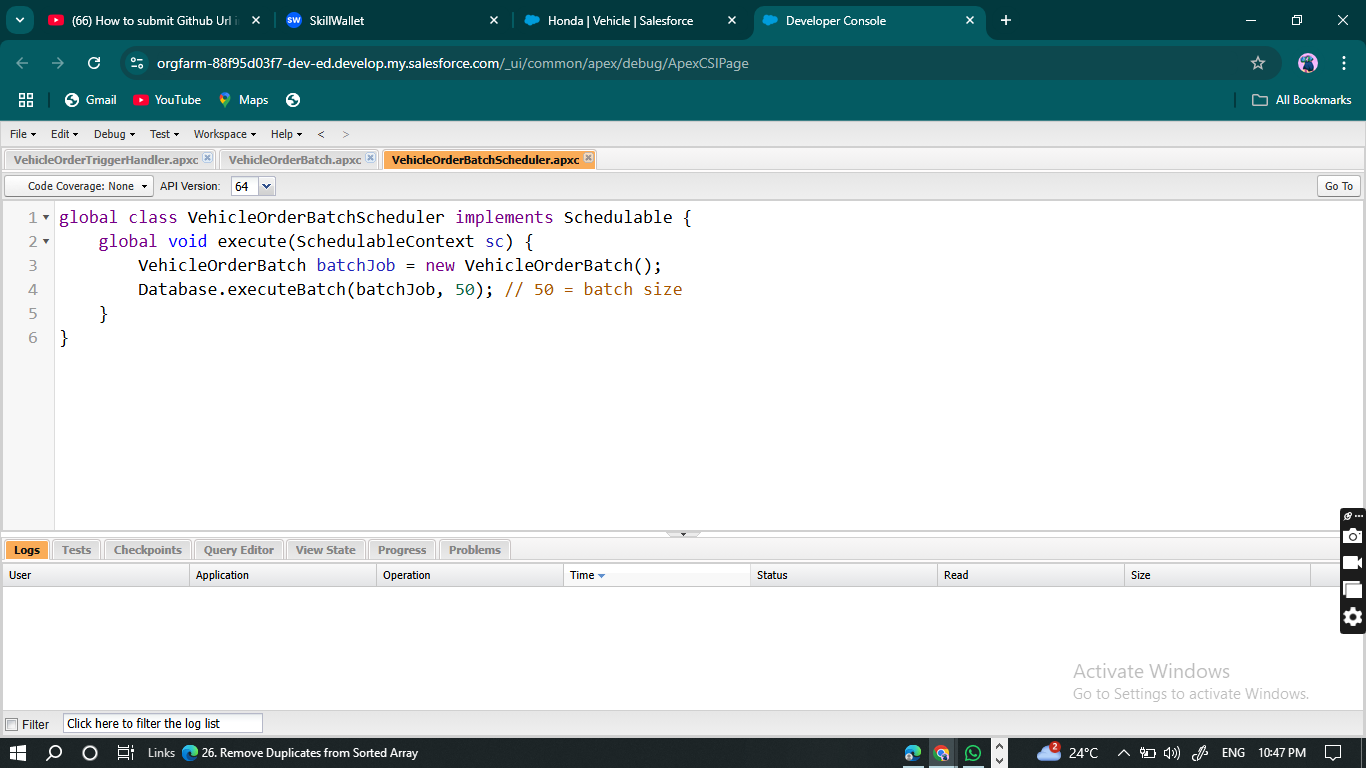 (66) How to submit Github Url i
SkillWallet
Honda | Vehicle | Salesforce
Developer Console
orgfarm-88f95d03f7-dev-ed.develop.my.salesforce.com/_ui/common/apex/debug/ApexCSIPage
Gmail
YouTube
Maps
All Bookmarks
File
Edit
Debug
Test
Workspace
Help
<
>
VehicleOrderTriggerHandler.apxc
VehicleOrderBatch.apxc
VehicleOrderBatchScheduler.apxc
Code Coverage: None
API Version:
64
Go To
1 global class VehicleOrderBatchScheduler implements Schedulable {
2 global void execute(SchedulableContext sc) {
3 VehicleOrderBatch batchJob = new VehicleOrderBatch();
4 Database.executeBatch(batchJob, 50); // 50 = batch size
5 }
6 }
Logs
Tests
Checkpoints
Query Editor
View State
Progress
Problems
User
Application
Operation
Time
Status
Read
Size
Activate Windows
Go to Settings to activate Windows.
Filter
Click here to filter the log list
Links
26. Remove Duplicates from Sorted Array
2
24°C
ENG
10:47 PM